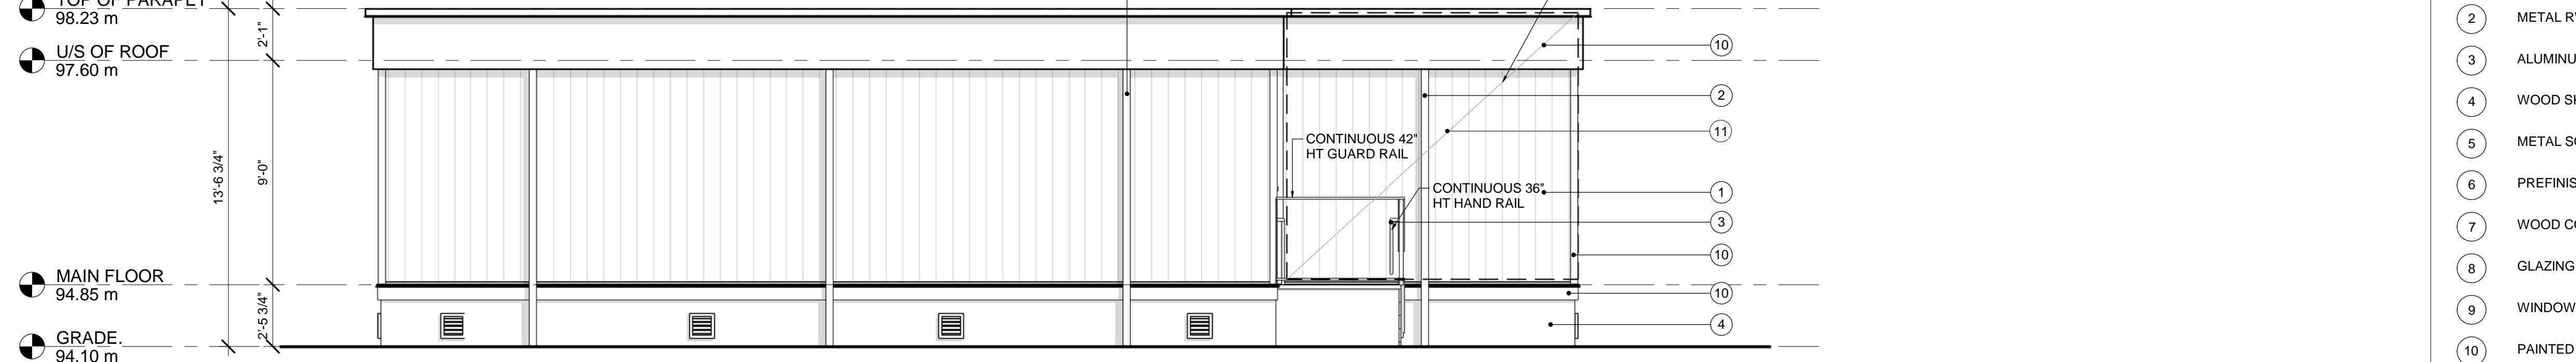 TOP OF PARAPET
98.23 m
U/S OF ROOF
97.60 m
MAIN FLOOR
94.85 m
GRADE.
94.10 m
13'-6 3/4"
2'-1"
9'-0"
2'-5 3/4"
CONTINUOUS 42"
HT GUARD RAIL
CONTINUOUS 36"
HT HAND RAIL
10
2
11
1
3
10
10
4
2 METAL
3
4 WOOD
5 METAL
6
7 WOOD
8 GLAZING
9 WINDOW
10 PAINTED